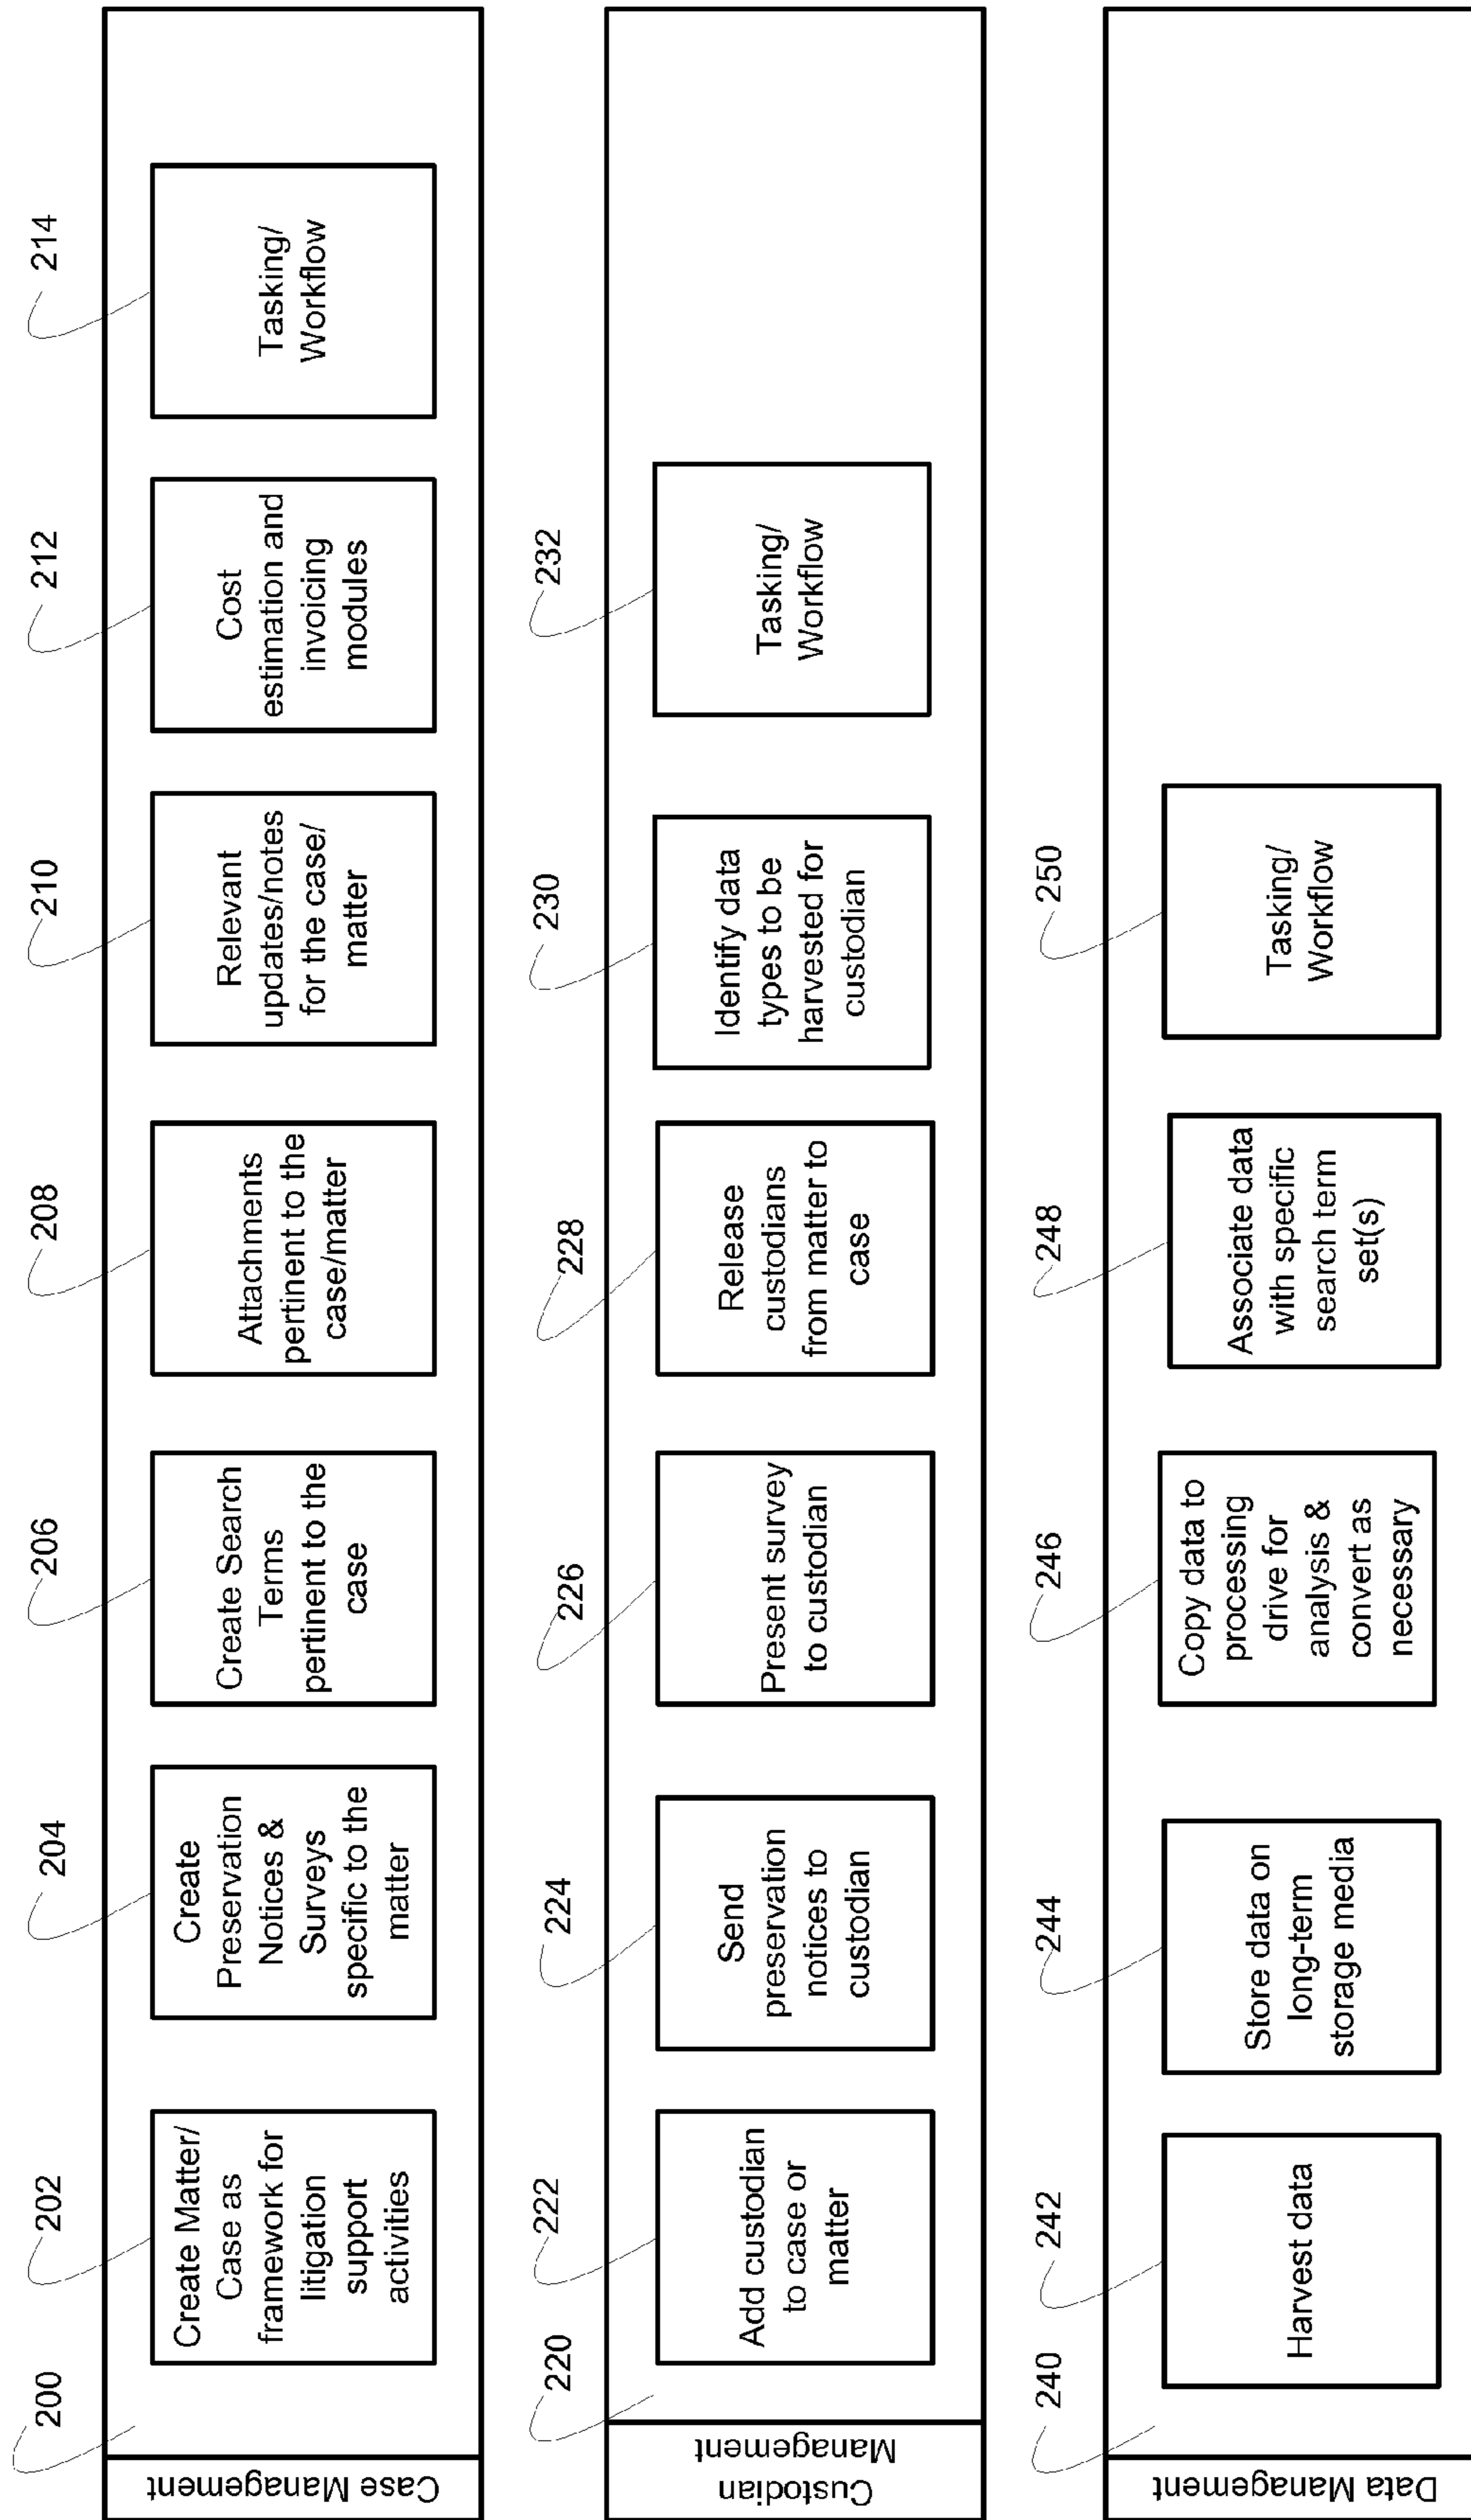 Case Management
200
202
Create Matter/
Case as
framework for
litigation
support
activities
204
Create
Preservation
Notices &
Surveys
specific to the
matter
206
Create Search
Terms
pertinent to the
case
208
Attachments
pertinent to the
case/matter
210
Relevant
updates/notes
for the case/
matter
212
Cost
estimation and
invoicing
modules
214
Tasking/
Workflow
Custodian
Management
220
222
Add custodian
to case or
matter
224
Send
preservation
notices to
custodian
226
Present survey
to custodian
228
Release
custodians
from matter to
case
230
Identify data
types to be
harvested for
custodian
232
Tasking/
Workflow
Data Management
240
242
Harvest data
244
Store data on
long-term
storage media
246
Copy data to
processing
drive for
analysis &
convert as
necessary
248
Associate data
with specific
search term
set(s)
250
Tasking/
Workflow